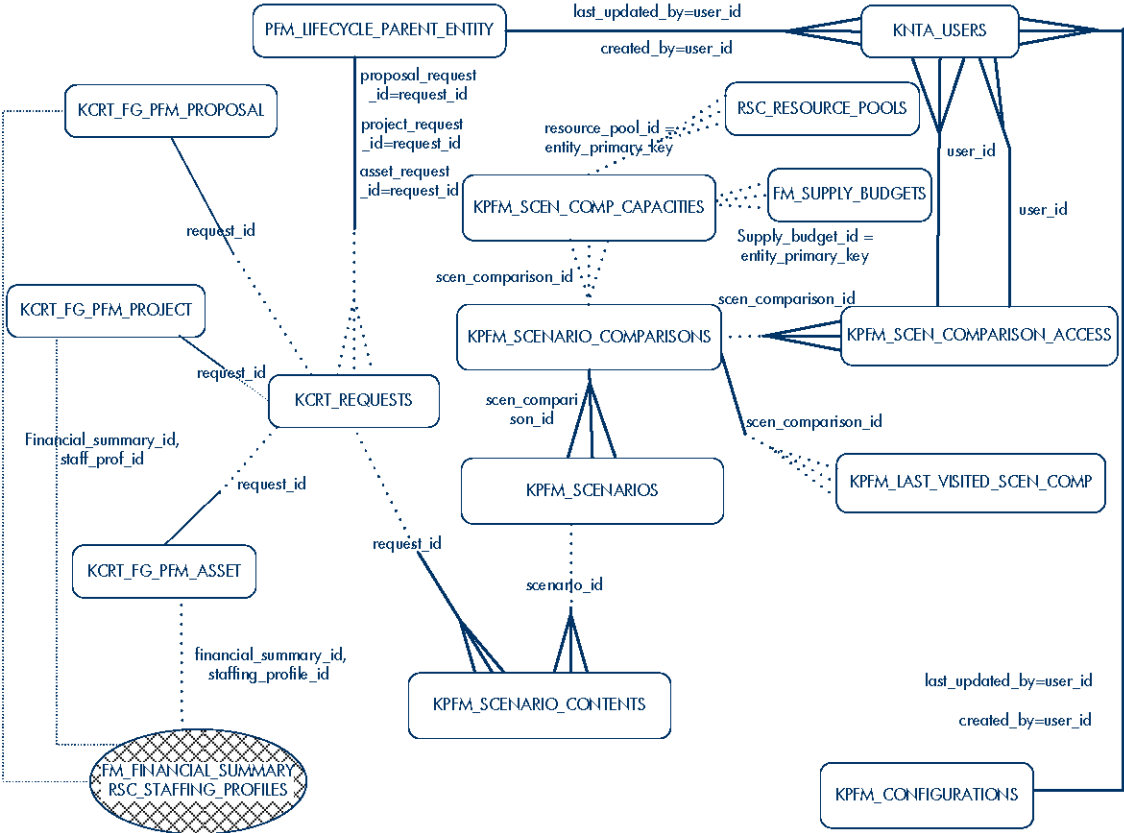 last_updated_by=user_id
PFM_LIFECYCLE_PARENT_ENTITY
KNTA_USERS
created_by=user_id
proposal_request
_id=request_id
KCRT_FG_PFM_PROPOSAL
RSC_RESOURCE_POOLS
project_request
_id=request_id
resource_pool_id =
entity_primary_key
user_id
asset_request
_id=request_id
KPFM_SCEN_COMP_CAPACITIES
FM_SUPPLY_BUDGETS
user_id
request_id
Supply_budget_id =
entity_primary_key
scen_comparison_id
scen_comparison_id
KCRT_FG_PFM_PROJECT
KPFM_SCENARIO_COMPARISONS
KPFM_SCEN_COMPARISON_ACCESS
request_id
KCRT_REQUESTS
scen_compari
son_id
scen_comparison_id
Financial_summary_id,
staff_prof_id
request_id
KPFM_SCENARIOS
KPFM_LAST_VISITED_SCEN_COMP
request_id
KCRT_FG_PFM_ASSET
scenario_id
financial_summary_id,
staffing_profile_id
last_updated_by=user_id
KPFM_SCENARIO_CONTENTS
created_by=user_id
FM_FINANCIAL_SUMMARY
RSC_STAFFING_PROFILES
KPFM_CONFIGURATIONS